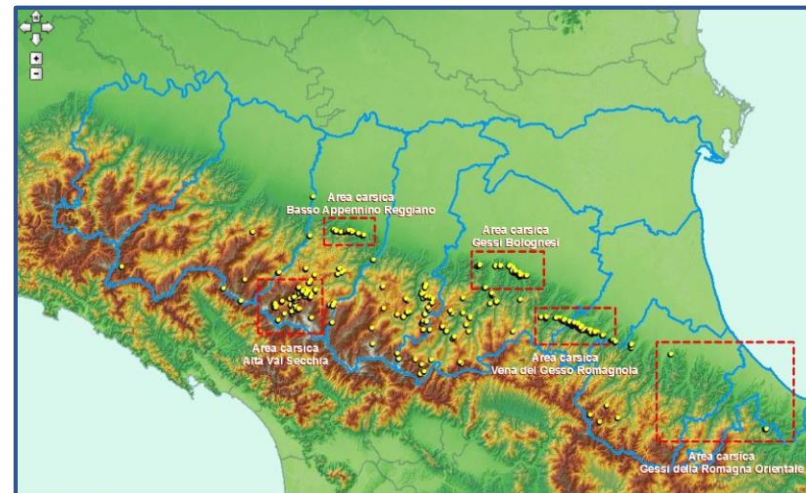 Area carsica
Basso Appennino Reggiano
Area carsica
Gessi Bolognesi
Area carsica
Alta Val Secchia
Area carsica
Vena del Gesso Romagnola
Area carsica
Gessi della Romagna Orientale